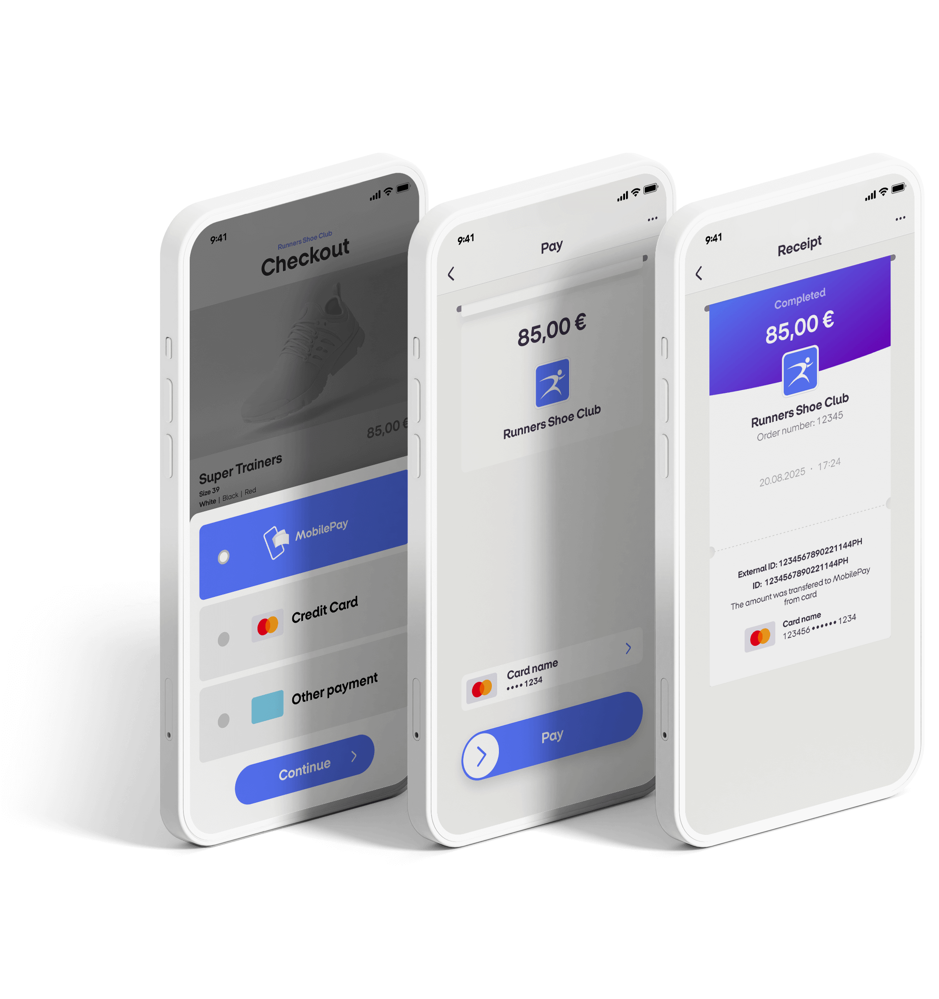 9:41
Runners Shoe Club
Checkout
85,00 €
Super Trainers
Size 39
White | Black | Red
MobilePay
Credit Card
Other payment
Continue
9:41
Pay
85,00 €
Runners Shoe Club
Card name
•••• 1234
Pay
9:41
Receipt
Completed
85,00 €
Runners Shoe Club
Order number: 12345
20.08.2025 · 17:24
External ID: 1234567890221144PH
ID: 1234567890221144PH
The amount was transfered to MobilePay
from card
Card name
123456 •••••• 1234